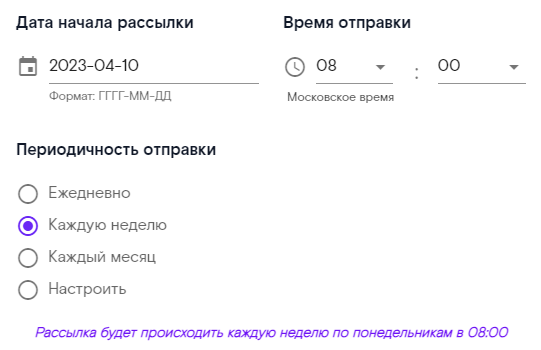 Дата начала рассылки
Время отправки
2023-04-10
08 : 00
Формат: ГГГГ-ММ-ДД
Московское время
Периодичность отправки
Ежедневно
Каждую неделю
Каждый месяц
Настроить
Рассылка будет происходить каждую неделю по понедельникам в 08:00